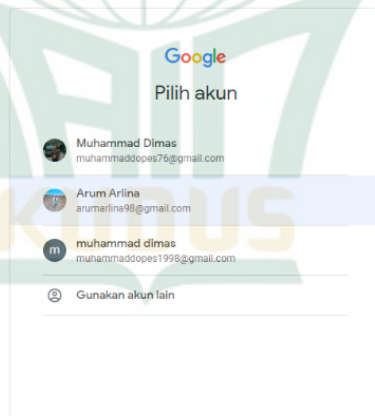 Google
Pilih akun
Muhammad Dimas
muhammaddopes76@gmail.com
Arum Arlina
arumarlina98@gmail.com
m
muhammad dimas
muhammaddopes1998@gmail.com
Gunakan akun lain